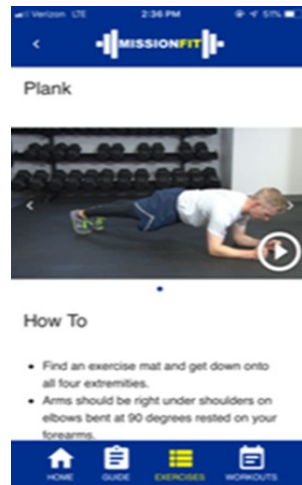 Verizon LTE 2:36 PM 51%
MISSIONFIT
Plank
How To
• Find an exercise mat and get down onto
all four extremities.
• Arms should be right under shoulders on
elbows bent at 90 degrees rested on your
forearms.
HOME GUIDE EXERCISES WORKOUTS